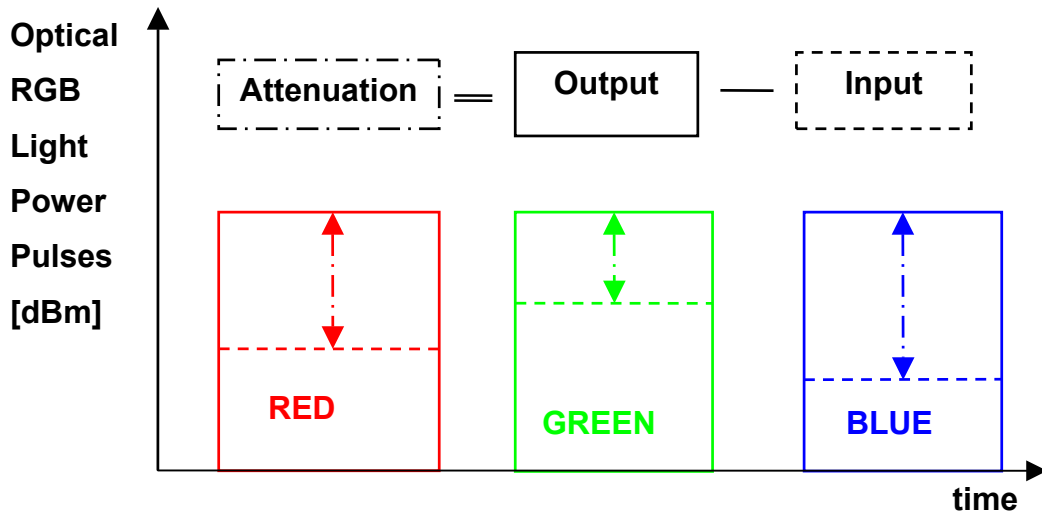 Optical
RGB
Light
Power
Pulses
[dBm]
Attenuation = Output — Input
RED
GREEN
BLUE
time